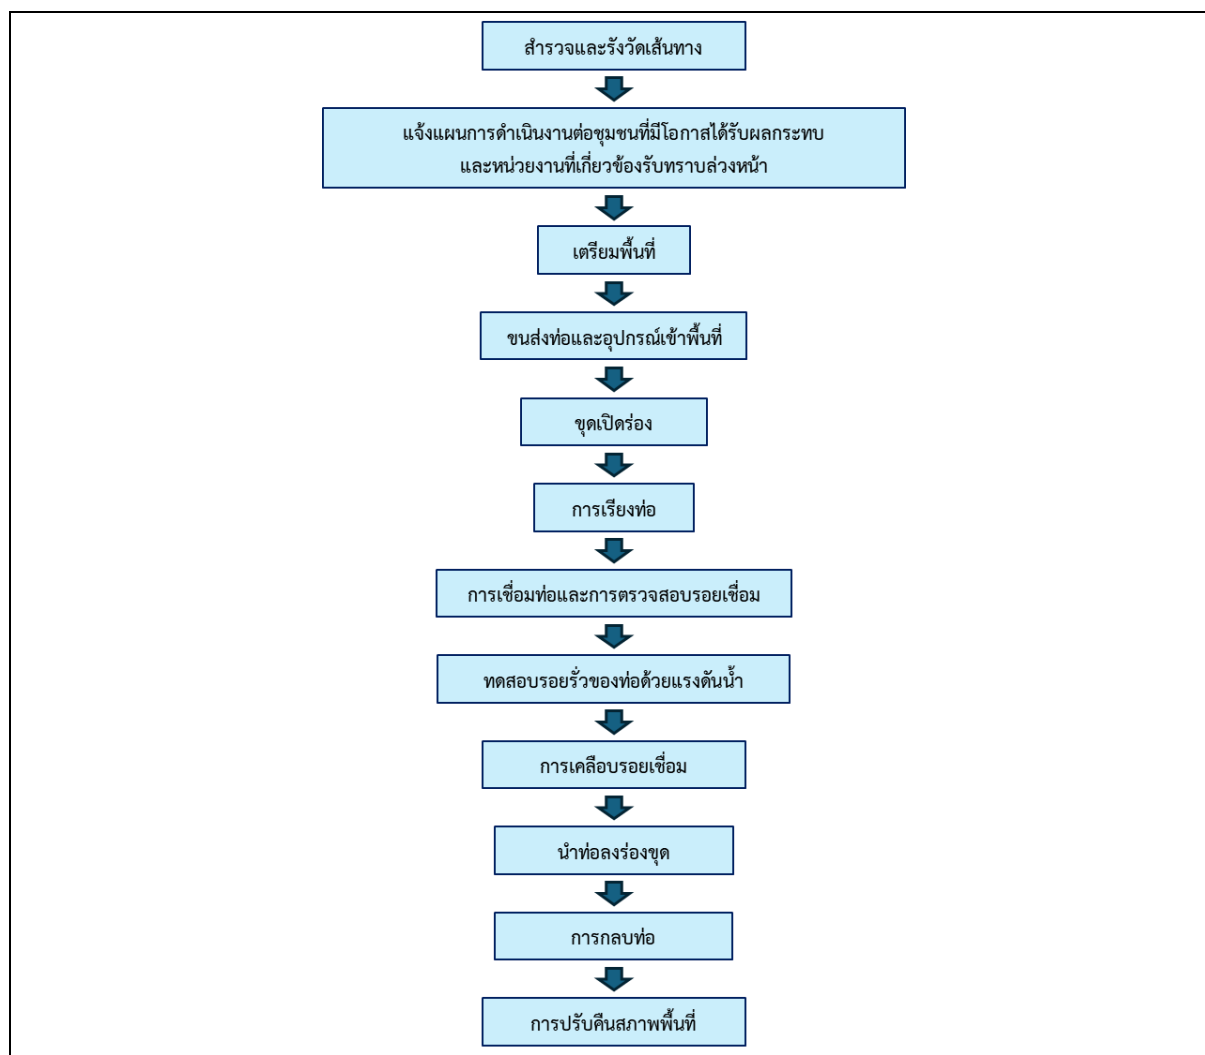 สำรวจและรังวัดเส้นทาง
แจ้งแผนการดำเนินงานต่อชุมชนที่มีโอกาสได้รับผลกระทบ
และหน่วยงานที่เกี่ยวข้องรับทราบล่วงหน้า
เตรียมพื้นที่
ขนส่งท่อและอุปกรณ์เข้าพื้นที่
ขุดเปิดร่อง
การเรียงท่อ
การเชื่อมท่อและการตรวจสอบรอยเชื่อม
ทดสอบรอยรั่วของท่อด้วยแรงดันน้ำ
การเคลือบรอยเชื่อม
นำท่อลงร่องขุด
การกลบท่อ
การปรับคืนสภาพพื้นที่